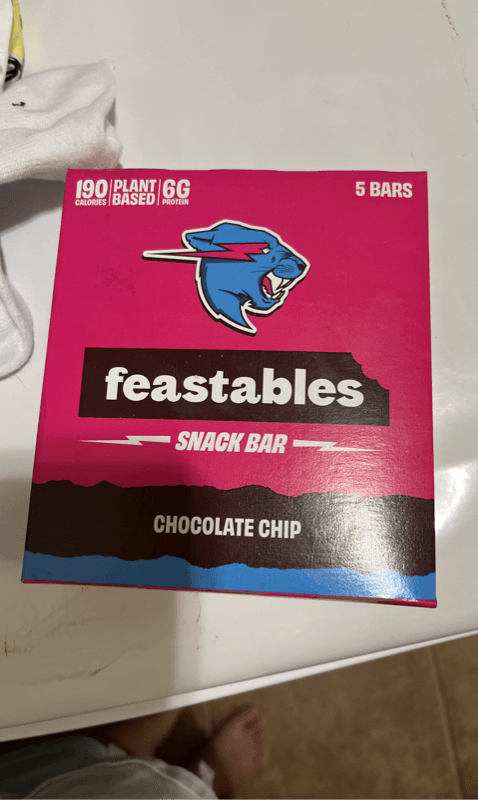 190 CALORIES | PLANT BASED | 6G PROTEIN
5 BARS
feastables
SNACK BAR
CHOCOLATE CHIP